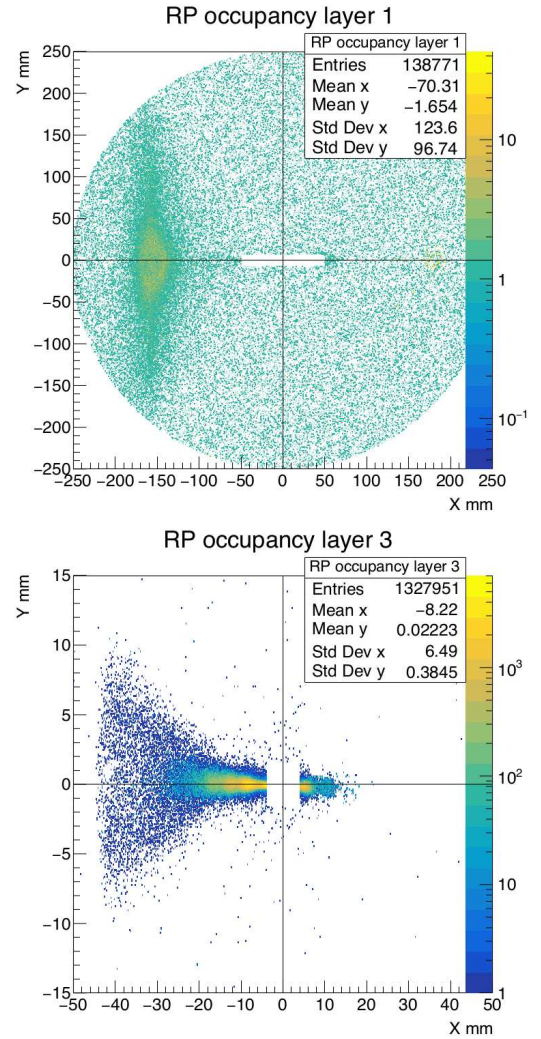 RP occupancy layer 1
Y mm
250
200
150
100
50
0
−50
−100
−150
−200
−250
RP occupancy layer 1
Entries 138771
Mean x −70.31
Mean y −1.654
Std Dev x 123.6
Std Dev y 96.74
10
1
10⁻¹
−250 −200 −150 −100 −50 0 50 100 150 200 250
X mm
RP occupancy layer 3
Y mm
15
10
5
0
−5
−10
−15
RP occupancy layer 3
Entries 1327951
Mean x −8.22
Mean y 0.02223
Std Dev x 6.49
Std Dev y 0.3845
10³
10²
10
1
−50 −40 −30 −20 −10 0 10 20 30 40 50
X mm